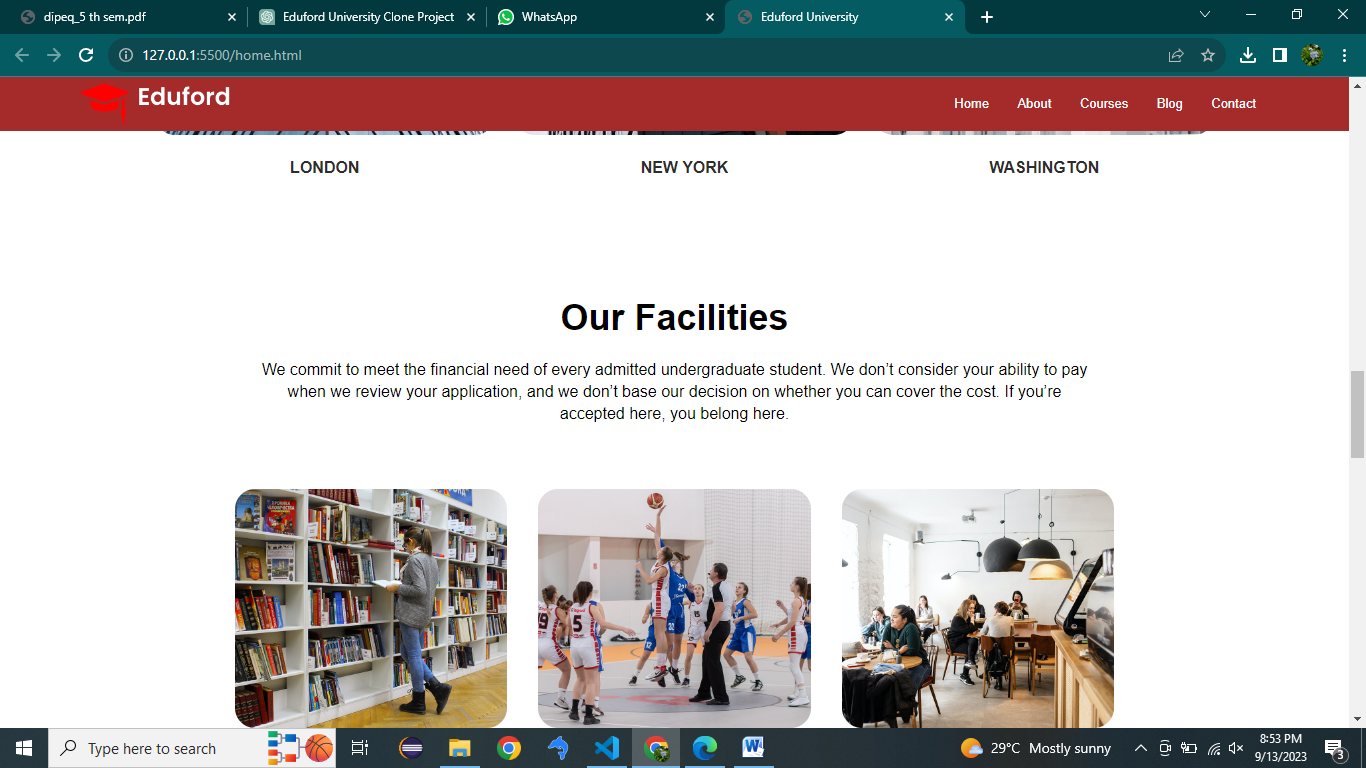 dipeq_5 th sem.pdf
Eduford University Clone Project
WhatsApp
Eduford University
127.0.0.1:5500/home.html
Eduford
Home
About
Courses
Blog
Contact
LONDON
NEW YORK
WASHINGTON
Our Facilities
We commit to meet the financial need of every admitted undergraduate student. We don’t consider your ability to pay
when we review your application, and we don’t base our decision on whether you can cover the cost. If you’re
accepted here, you belong here.
Type here to search
29°C Mostly sunny
8:53 PM
9/13/2023
3